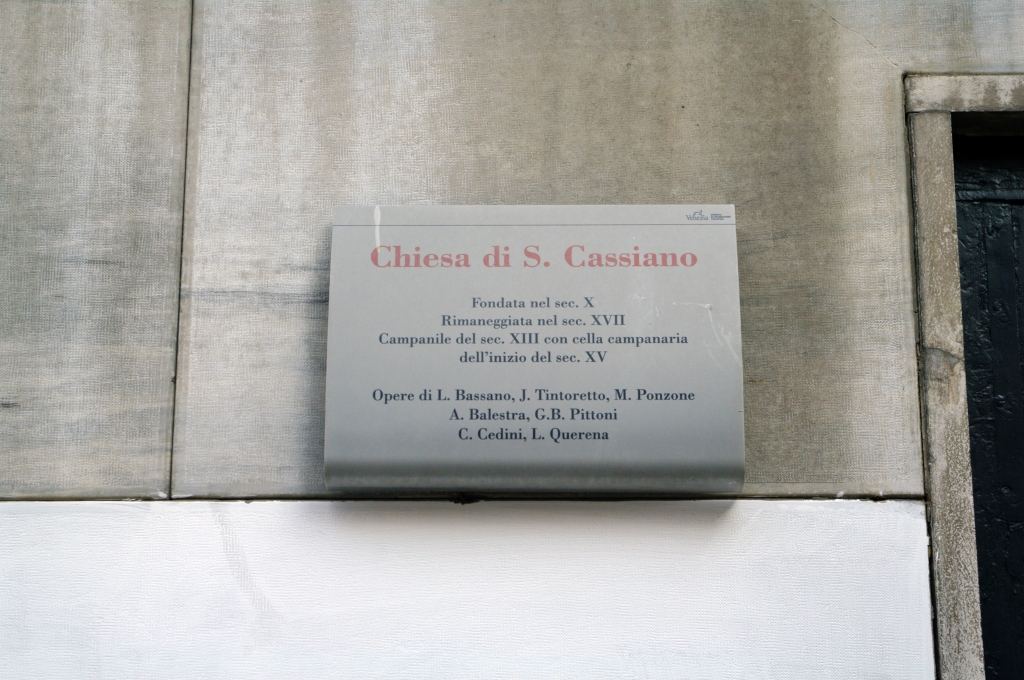 Venezia
Chiesa di S. Cassiano
Fondata nel sec. X
Rimaneggiata nel sec. XVII
Campanile del sec. XIII con cella campanaria
dell'inizio del sec. XV
Opere di L. Bassano, J. Tintoretto, M. Ponzone
A. Balestra, G.B. Pittoni
C. Cedini, L. Querena